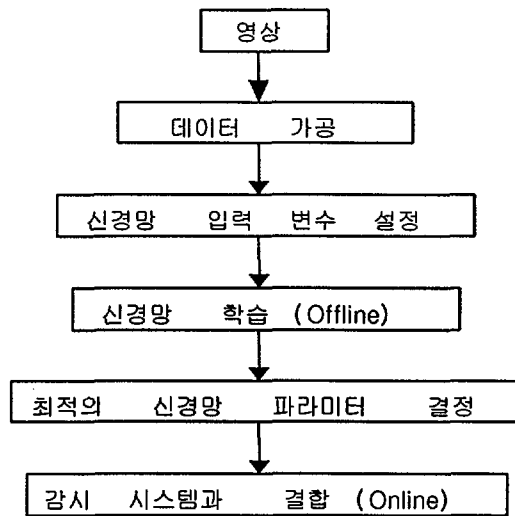 영상
데이터 가공
신경망 입력 변수 설정
신경망 학습 (Offline)
최적의 신경망 파라미터 결정
감시 시스템과 결합 (Online)